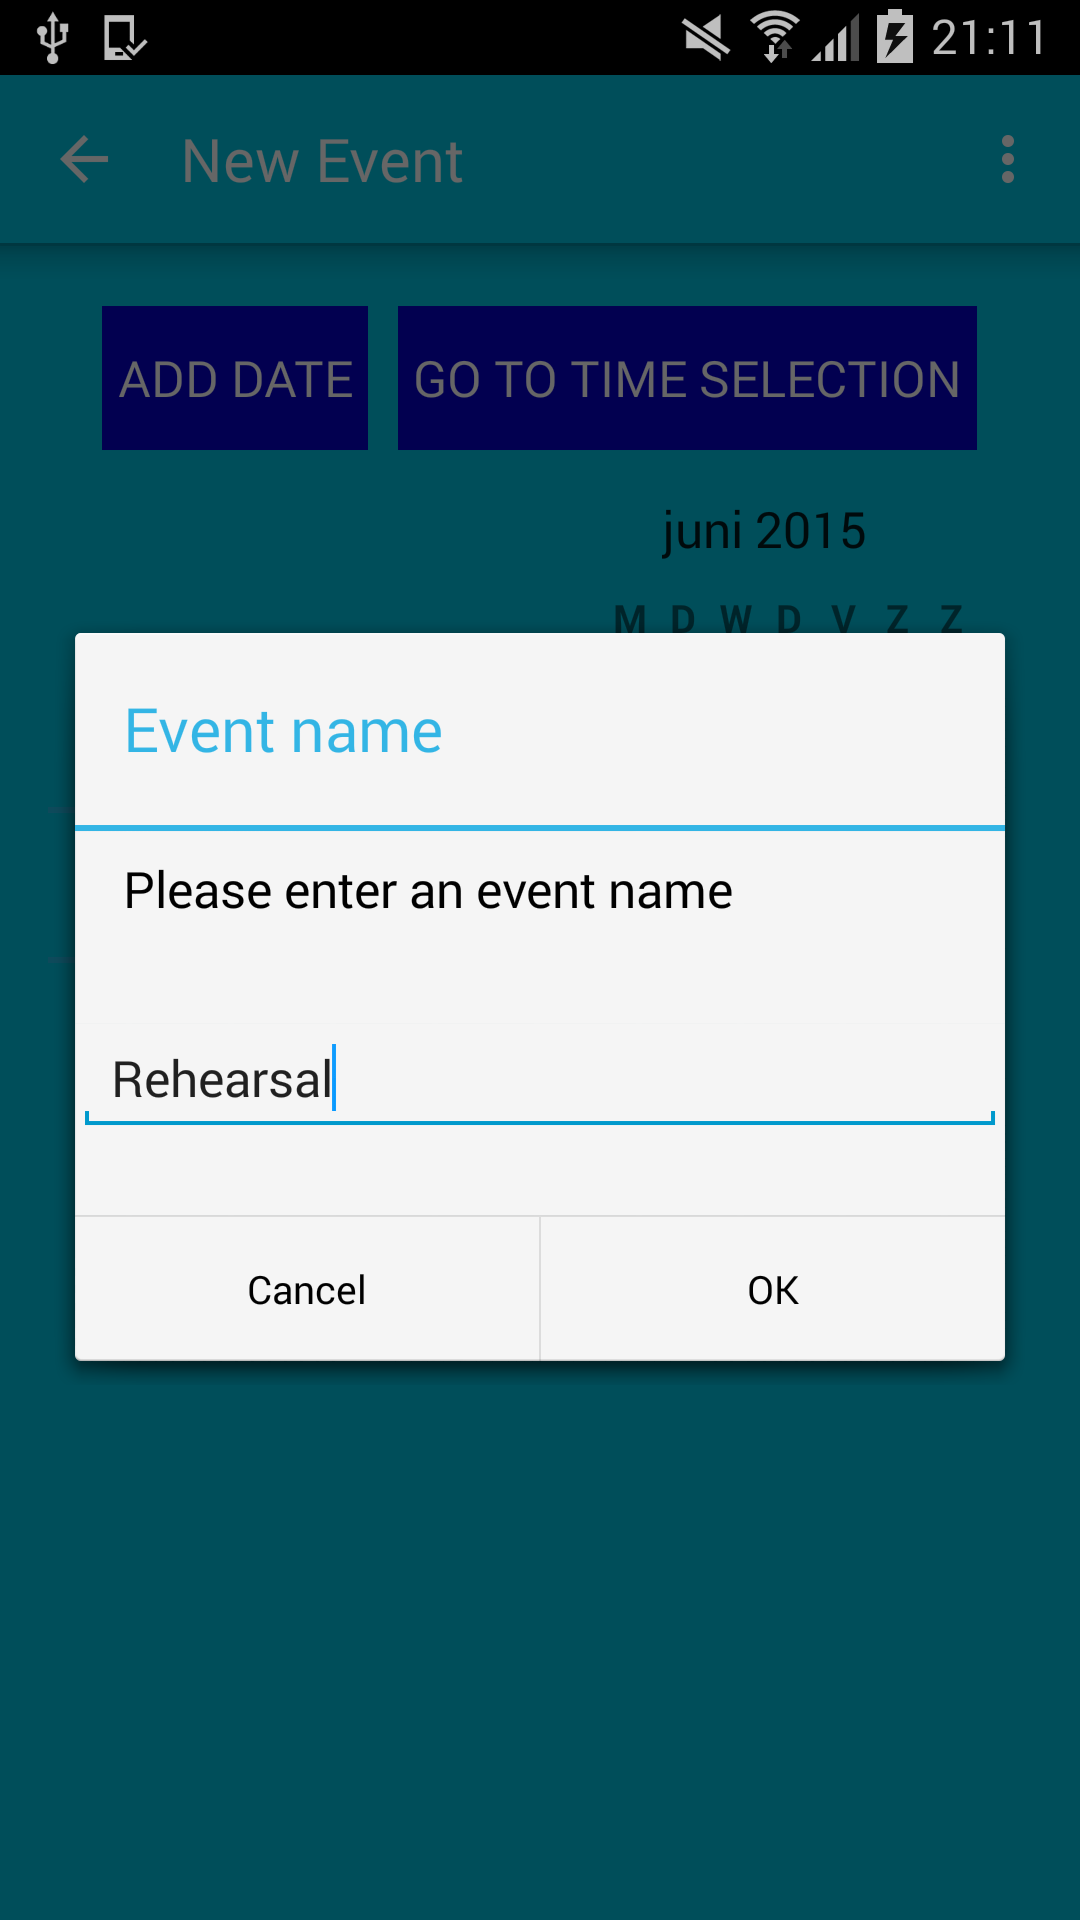 21:11
New Event
ADD DATE GO TO TIME SELECTION
juni 2015
M D W D V Z Z
Event name
Please enter an event name
Rehearsal
Cancel OK